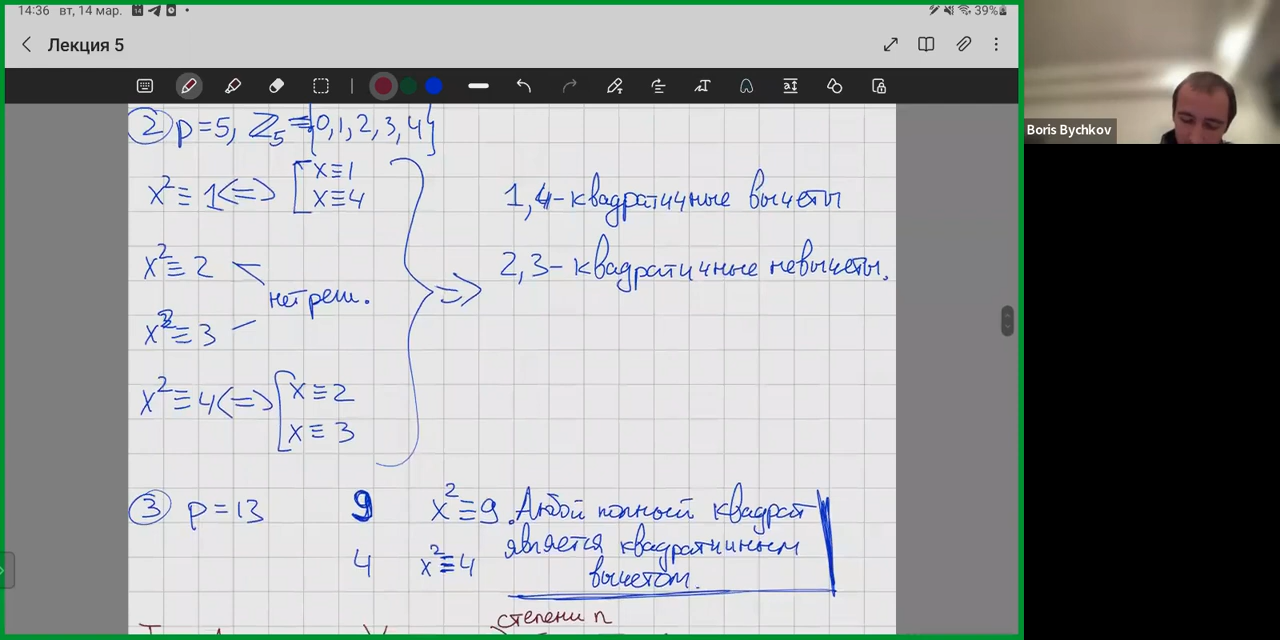 14:36 вт, 14 мар.
39%
Лекция 5
Boris Bychkov
② p=5, ℤ₅={0,1,2,3,4}
x²≡1<=> [x≡1
x≡4
1,4-квадратичные вычеты
x²≡2
нет реш.
x²≡3
=> 2,3- квадратичные невычеты.
x²≡4<=> [x≡2
x≡3
③ p=13 9 x²≡9. Любой полный квадрат
4 x²≡4 является квадратичным
вычетом.
степени n